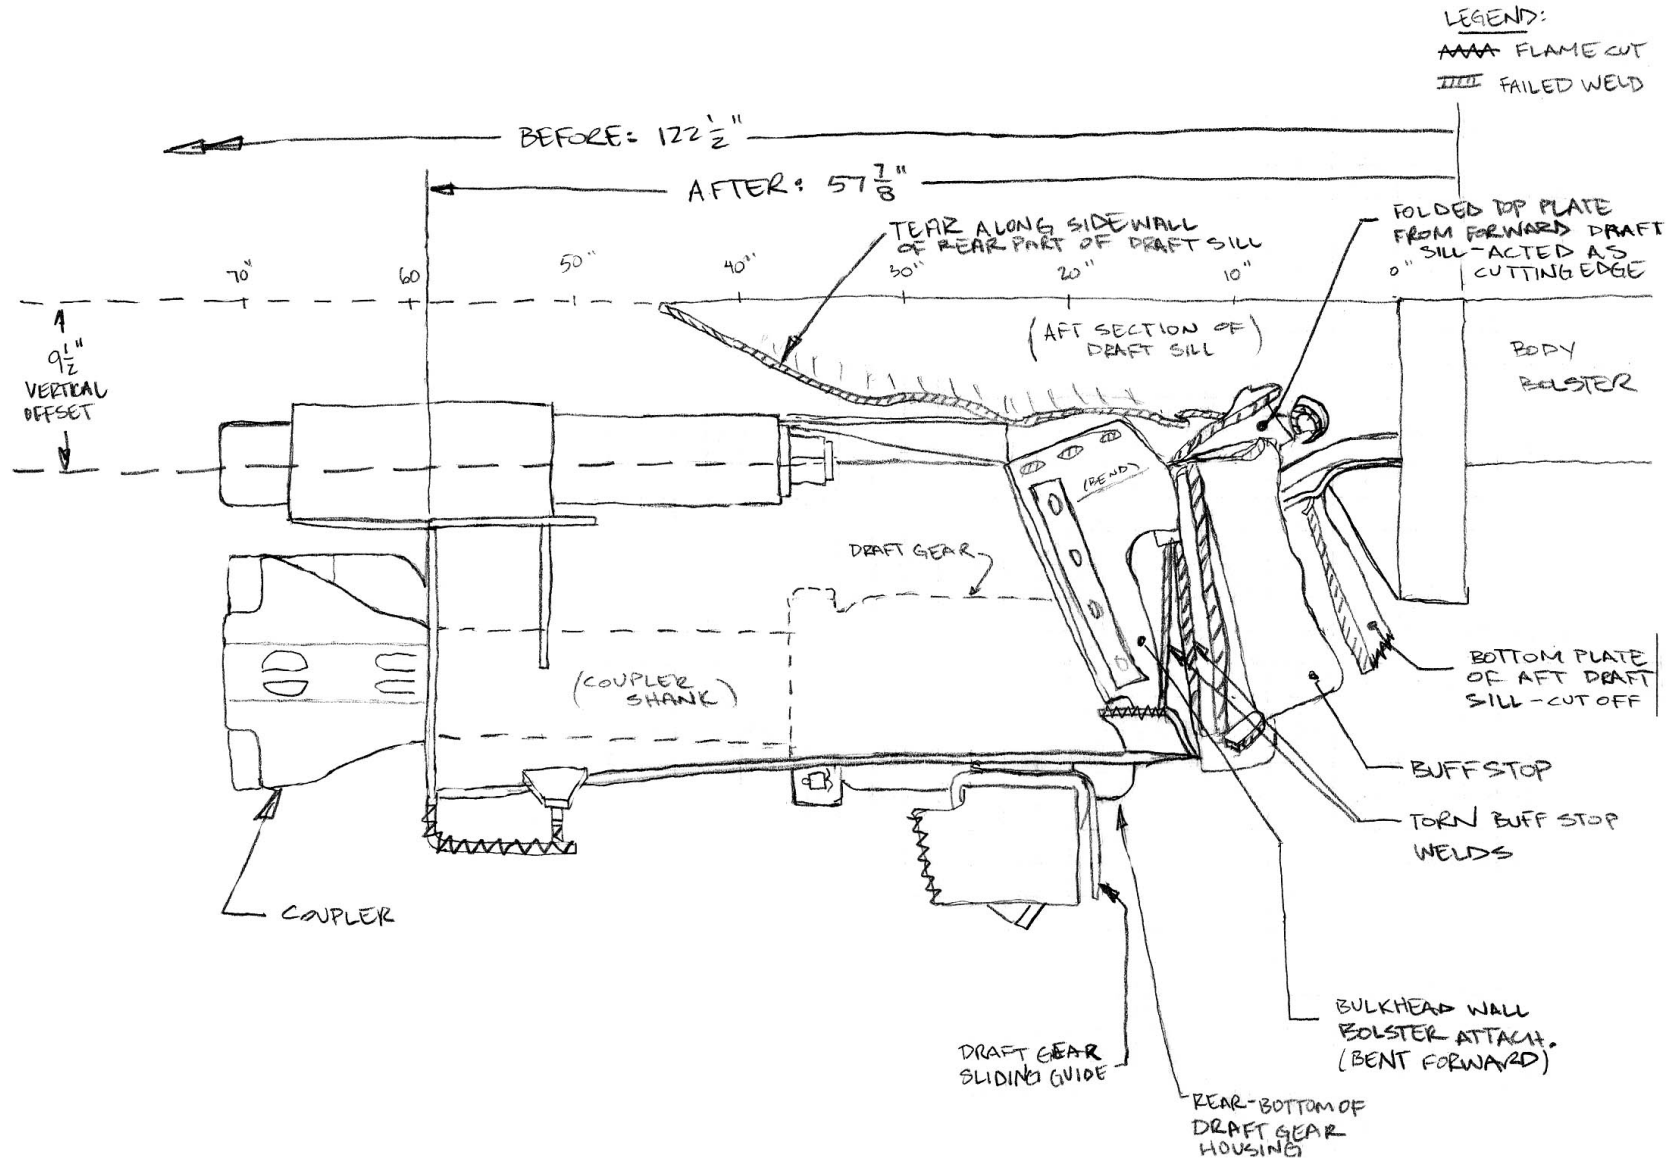 LEGEND:
FLAME CUT
FAILED WELD
BEFORE: 122 1/2"
AFTER: 57 7/8"
TEAR ALONG SIDEWALL
OF REAR PART OF DRAFT SILL
FOLDED TOP PLATE
FROM FORWARD DRAFT
SILL-ACTED AS
CUTTING EDGE
70"
60
50"
40"
30"
20"
10"
0"
9 1/2"
VERTICAL
OFFSET
(AFT SECTION OF
DRAFT SILL)
BODY
BOLSTER
(BEND)
DRAFT GEAR
(COUPLER
SHANK)
BOTTOM PLATE
OF AFT DRAFT
SILL-CUT OFF
BUFF STOP
TORN BUFF STOP
WELDS
COUPLER
BULKHEAD WALL
BOLSTER ATTACH.
(BENT FORWARD)
DRAFT GEAR
SLIDING GUIDE
REAR-BOTTOM OF
DRAFT GEAR
HOUSING